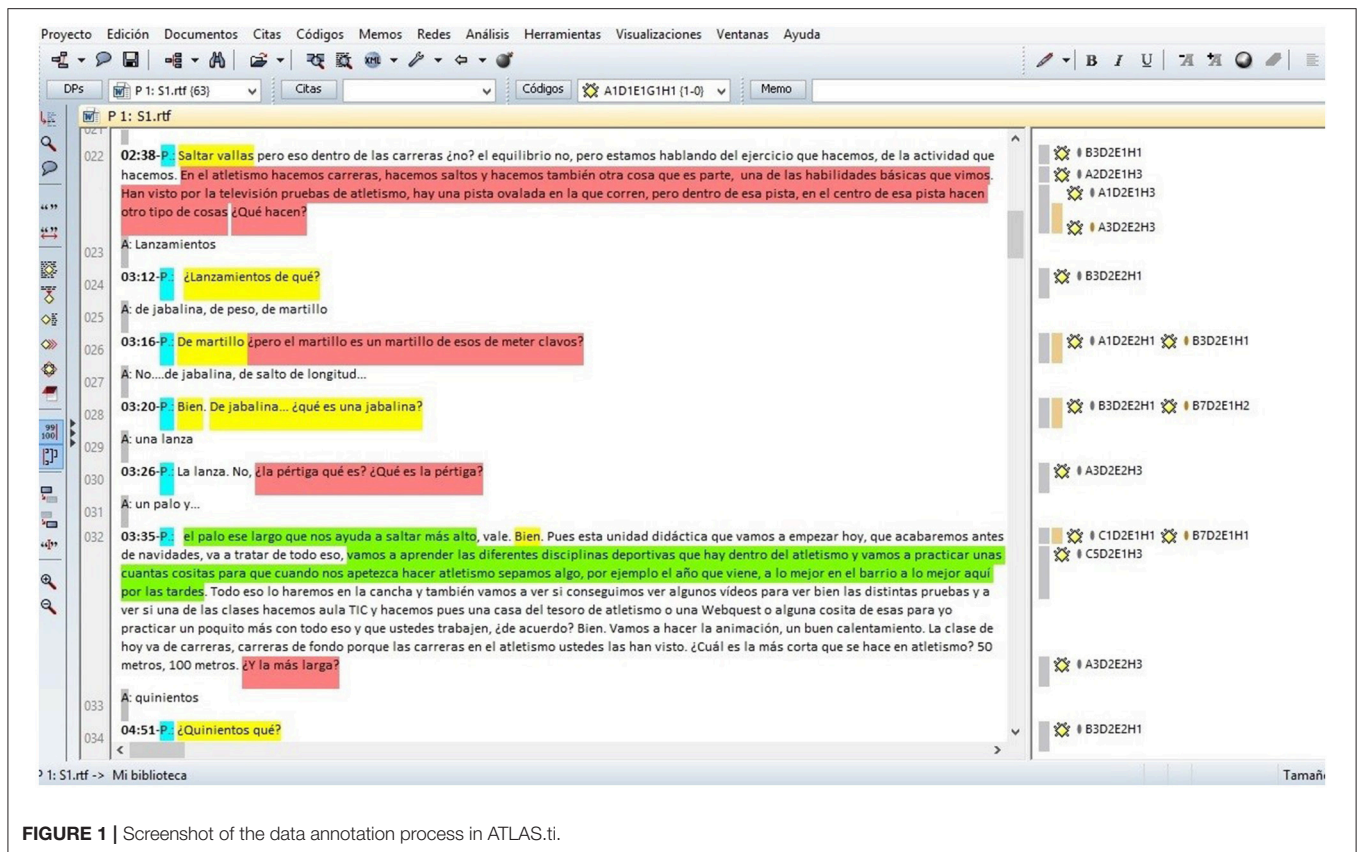 Proyecto Edición Documentos Citas Códigos Memos Redes Análisis Herramientas Visualizaciones Ventanas Ayuda
XML B I U A A
DPs P 1: S1.rtf {63} Citas Códigos A1D1E1G1H1 {1-0} Memo
P 1: S1.rtf
021
022 02:38-P.: Saltar vallas pero eso dentro de las carreras ¿no? el equilibrio no, pero estamos hablando del ejercicio que hacemos, de la actividad que B3D2E1H1
hacemos. En el atletismo hacemos carreras, hacemos saltos y hacemos también otra cosa que es parte, una de las habilidades básicas que vimos. A2D2E1H3
Han visto por la televisión pruebas de atletismo, hay una pista ovalada en la que corren, pero dentro de esa pista, en el centro de esa pista hacen A1D2E1H3
otro tipo de cosas ¿Qué hacen? A3D2E2H3
023 A: Lanzamientos
024 03:12-P.: ¿Lanzamientos de qué? B3D2E2H1
025 A: de jabalina, de peso, de martillo
026 03:16-P.: De martillo ¿pero el martillo es un martillo de esos de meter clavos? A1D2E2H1 B3D2E1H1
027 A: No....de jabalina, de salto de longitud...
028 03:20-P.: Bien. De jabalina... ¿qué es una jabalina? B3D2E2H1 B7D2E1H2
029 A: una lanza
030 03:26-P.: La lanza. No, ¿la pértiga qué es? ¿Qué es la pértiga? A3D2E2H3
031 A: un palo y...
032 03:35-P.: el palo ese largo que nos ayuda a saltar más alto, vale. Bien. Pues esta unidad didáctica que vamos a empezar hoy, que acabaremos antes C1D2E1H1 B7D2E1H1
de navidades, va a tratar de todo eso, vamos a aprender las diferentes disciplinas deportivas que hay dentro del atletismo y vamos a practicar unas C5D2E1H3
cuantas cositas para que cuando nos apetezca hacer atletismo sepamos algo, por ejemplo el año que viene, a lo mejor en el barrio a lo mejor aquí
por las tardes. Todo eso lo haremos en la cancha y también vamos a ver si conseguimos ver algunos vídeos para ver bien las distintas pruebas y a
ver si una de las clases hacemos aula TIC y hacemos pues una casa del tesoro de atletismo o una Webquest o alguna cosita de esas para yo
practicar un poquito más con todo eso y que ustedes trabajen, ¿de acuerdo? Bien. Vamos a hacer la animación, un buen calentamiento. La clase de
hoy va de carreras, carreras de fondo porque las carreras en el atletismo ustedes las han visto. ¿Cuál es la más corta que se hace en atletismo? 50
metros, 100 metros. ¿Y la más larga? A3D2E2H3
033 A: quinientos
034 04:51-P.: ¿Quinientos qué? B3D2E2H1
P 1: S1.rtf -> Mi biblioteca Tamañ
FIGURE 1 | Screenshot of the data annotation process in ATLAS.ti.